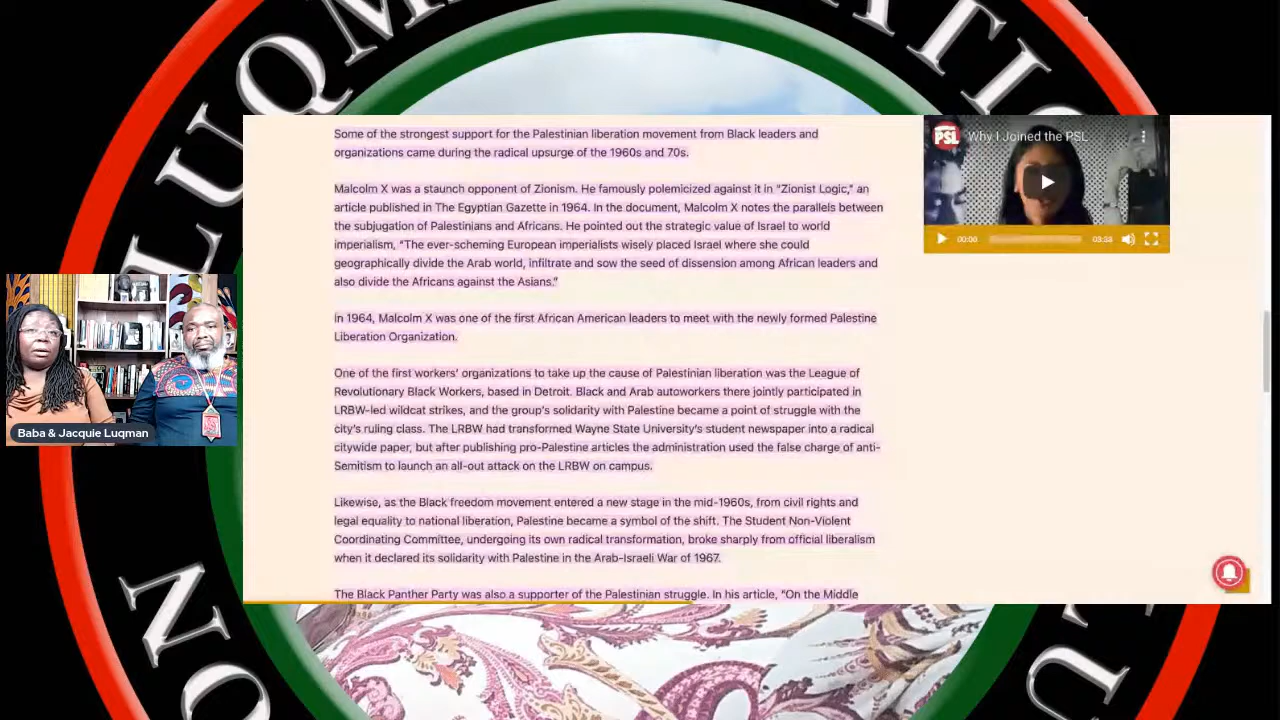 LUQM
ATI
Some of the strongest support for the Palestinian liberation movement from Black leaders and
organizations came during the radical upsurge of the 1960s and 70s.
Malcolm X was a staunch opponent of Zionism. He famously polemicized against it in “Zionist Logic,” an
article published in The Egyptian Gazette in 1964. In the document, Malcolm X notes the parallels between
the subjugation of Palestinians and Africans. He pointed out the strategic value of Israel to world
imperialism, “The ever-scheming European imperialists wisely placed Israel where she could
geographically divide the Arab world, infiltrate and sow the seed of dissension among African leaders and
also divide the Africans against the Asians.”
In 1964, Malcolm X was one of the first African American leaders to meet with the newly formed Palestine
Liberation Organization.
One of the first workers’ organizations to take up the cause of Palestinian liberation was the League of
Revolutionary Black Workers, based in Detroit. Black and Arab autoworkers there jointly participated in
LRBW-led wildcat strikes, and the group’s solidarity with Palestine became a point of struggle with the
city’s ruling class. The LRBW had transformed Wayne State University’s student newspaper into a radical
citywide paper, but after publishing pro-Palestine articles the administration used the false charge of anti-
Semitism to launch an all-out attack on the LRBW on campus.
Likewise, as the Black freedom movement entered a new stage in the mid-1960s, from civil rights and
legal equality to national liberation, Palestine became a symbol of the shift. The Student Non-Violent
Coordinating Committee, undergoing its own radical transformation, broke sharply from official liberalism
when it declared its solidarity with Palestine in the Arab-Israeli War of 1967.
The Black Panther Party was also a supporter of the Palestinian struggle. In his article, “On the Middle
PSL Why I Joined the PSL
00:00 03:38
Baba & Jacquie Luqman
NO